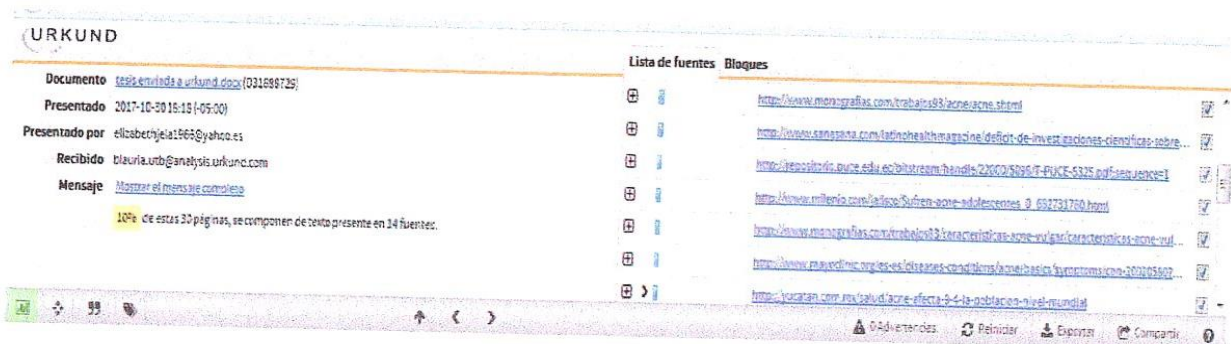 URKUND
Documento tesis enviada a urkund.docx (D31698729)
Presentado 2017-10-30 16:18 (-05:00)
Presentado por elizabethjela1966@yahoo.es
Recibido blauria.utb@analysis.urkund.com
Mensaje Mostrar el mensaje completo
10% de estas 30 páginas, se componen de texto presente en 14 fuentes.
Lista de fuentes Bloques
http://www.monografias.com/trabajos93/acne/acne.shtml
http://www.sanasana.com/latinohealthmagazine/deficit-de-investigaciones-cientificas-sobre...
http://repositorio.puce.edu.ec/bitstream/handle/22000/5096/T-PUCE-5325.pdf;sequence=1
http://www.milenio.com/jalisco/Sufren-acne-adolescentes_0_652731760.html
http://www.monografias.com/trabajos93/caracteristicas-acne-vulgar/caracteristicas-acne-vul...
http://www.mayoclinic.org/es-es/diseases-conditions/acne/basics/symptoms/con-20020580?...
http://yucatan.com.mx/salud/acne-afecta-9-4-la-poblacion-nivel-mundial
0 Advertencias. Reiniciar Exportar Compartir